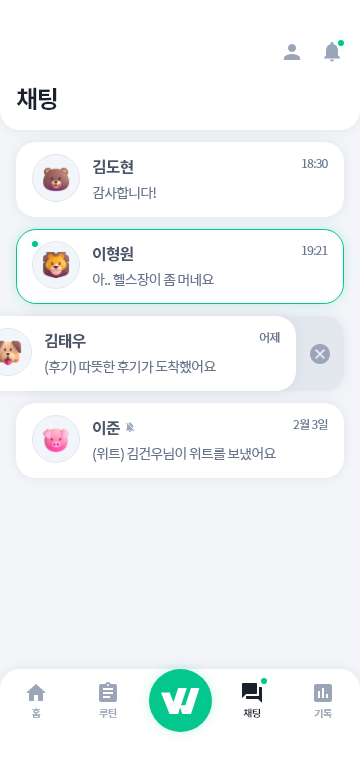 채팅
김도현
18:30
감사합니다!
이형원
19:21
아.. 헬스장이 좀 머네요
김태우
어제
(후기) 따뜻한 후기가 도착했어요
이준
2월 3일
(위트) 김건우님이 위트를 보냈어요
홈
루틴
W
채팅
기록